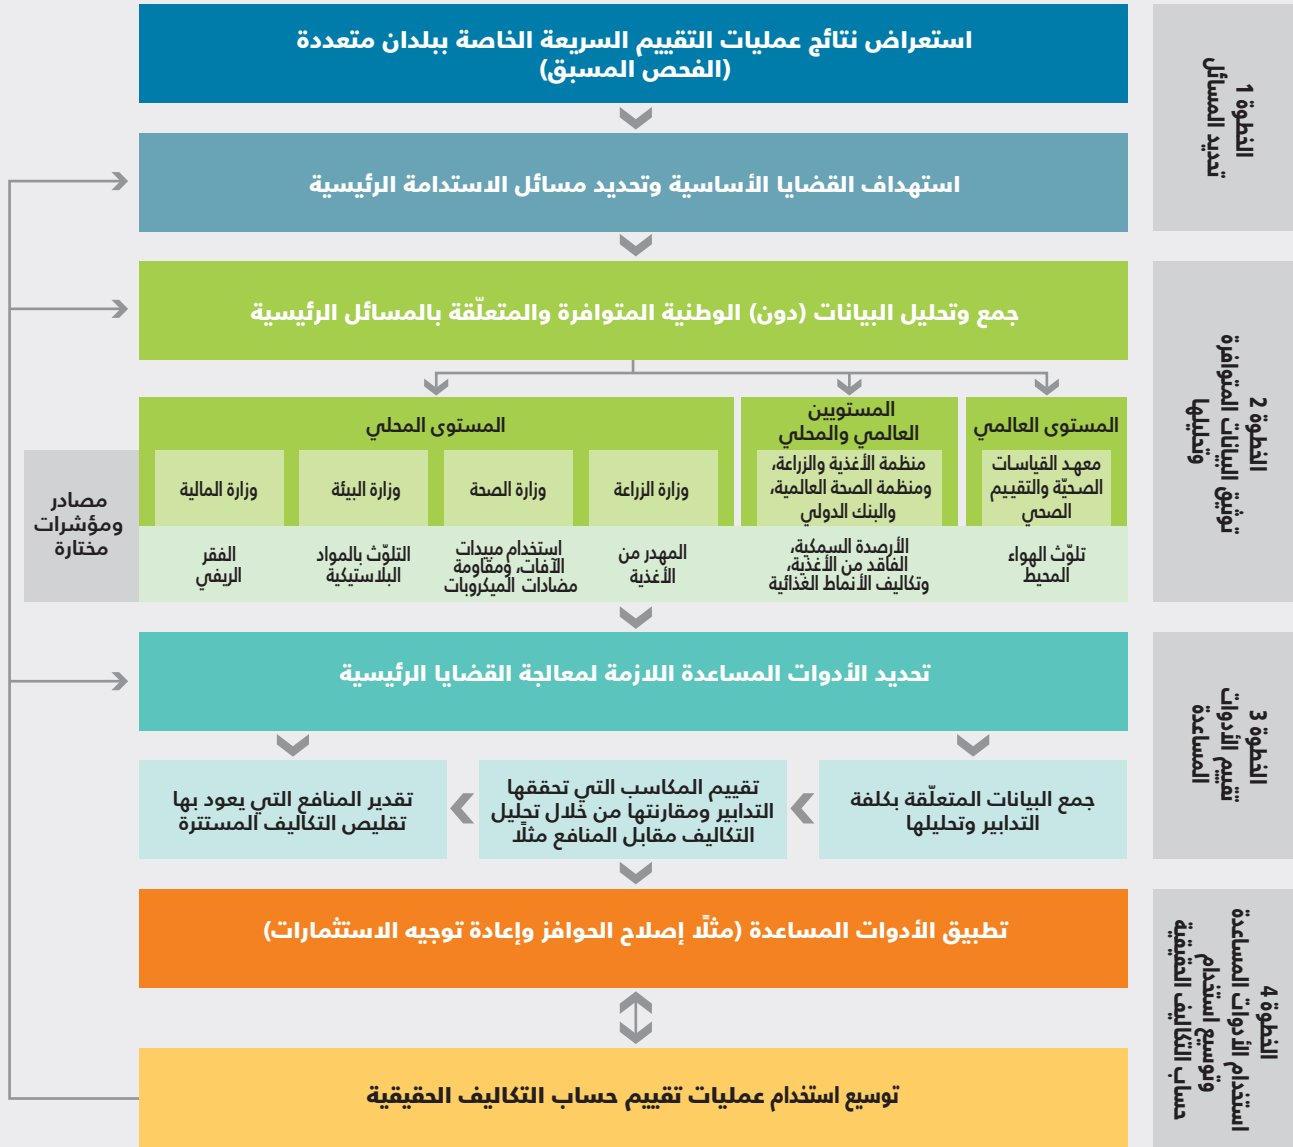 استعراض نتائج عمليات التقييم السريعة الخاصة ببلدان متعددة
(الفحص المسبق)
الخطوة 1
تحديد المسائل
استهداف القضايا الأساسية وتحديد مسائل الاستدامة الرئيسية
جمع وتحليل البيانات (دون) الوطنية المتوافرة والمتعلّقة بالمسائل الرئيسية
الخطوة 2
توثيق البيانات المتوافرة
وتحليلها
المستوى العالمي
المستويين
العالمي والمحلي
المستوى المحلي
معهد القياسات
الصحيّة والتقييم
الصحي
منظمة الأغذية والزراعة،
ومنظمة الصحة العالمية،
والبنك الدولي
وزارة الزراعة
وزارة الصحة
وزارة البيئة
وزارة المالية
مصادر
ومؤشرات
مختارة
تلوّث الهواء
المحيط
الأرصدة السمكية،
الفاقد من الأغذية،
وتكاليف الأنماط الغذائية
المهدر من
الأغذية
استخدام مبيدات
الآفات، ومقاومة
مضادات الميكروبات
التلوّث بالمواد
البلاستيكية
الفقر
الريفي
تحديد الأدوات المساعدة اللازمة لمعالجة القضايا الرئيسية
الخطوة 3
تقييم الأدوات
المساعدة
جمع البيانات المتعلّقة بكلفة
التدابير وتحليلها
تقييم المكاسب التي تحققها
التدابير ومقارنتها من خلال تحليل
التكاليف مقابل المنافع مثلًا
تقدير المنافع التي يعود بها
تقليص التكاليف المستترة
تطبيق الأدوات المساعدة (مثلًا إصلاح الحوافز وإعادة توجيه الاستثمارات)
الخطوة 4
استخدام الأدوات المساعدة
وتوسيع استخدام
حساب التكاليف الحقيقية
توسيع استخدام عمليات تقييم حساب التكاليف الحقيقية